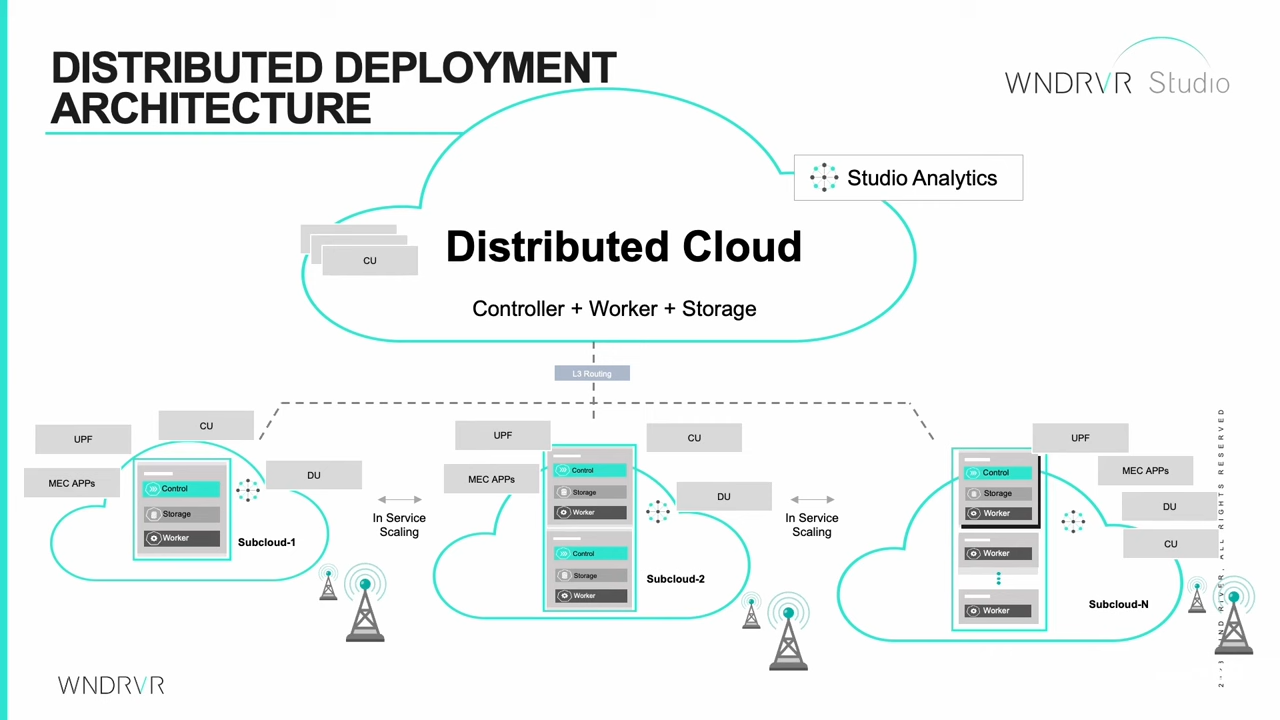 DISTRIBUTED DEPLOYMENT
ARCHITECTURE
WNDRVR Studio
Studio Analytics
CU
Distributed Cloud
Controller + Worker + Storage
L3 Routing
UPF
CU
MEC APPs
DU
Control
Storage
Worker
Subcloud-1
In Service
Scaling
UPF
CU
MEC APPs
DU
Control
Storage
Worker
Control
Storage
Worker
Subcloud-2
In Service
Scaling
UPF
MEC APPs
DU
CU
Control
Storage
Worker
Worker
Worker
Subcloud-N
ALL RIGHTS RESERVED
WNDRVR